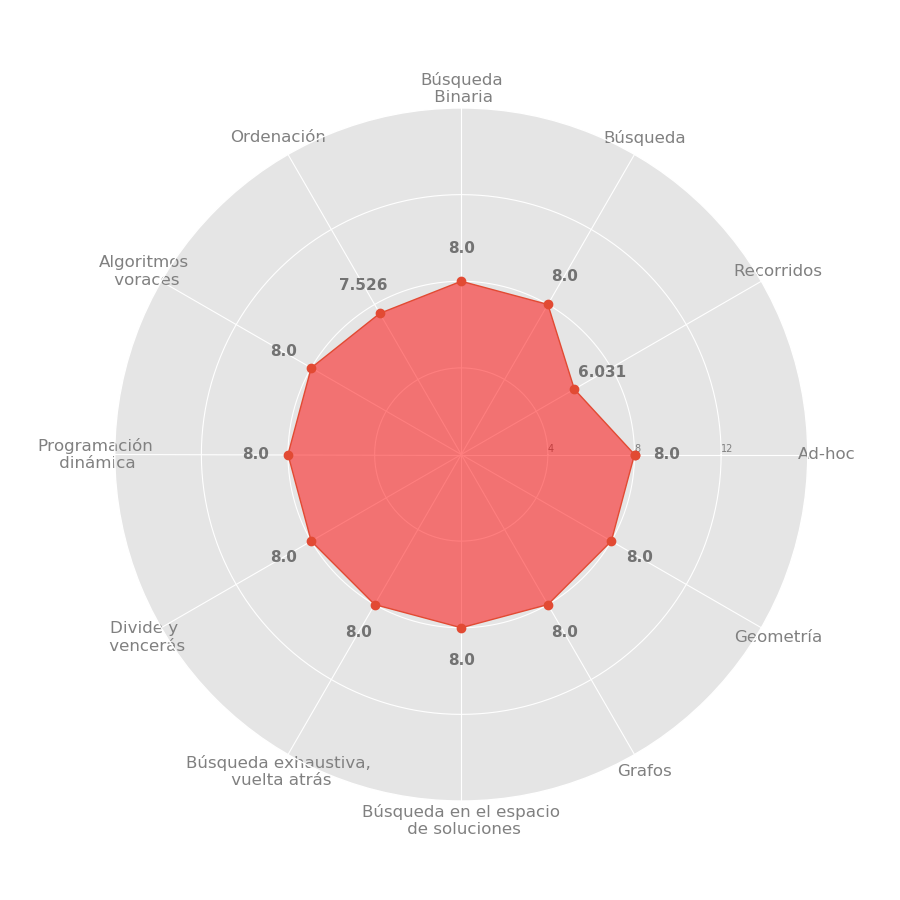 Búsqueda
Binaria
Ordenación
Búsqueda
8.0
Algoritmos
voraces
7.526
8.0
Recorridos
8.0
6.031
Programación
dinámica
8.0
4
8
8.0
12
Ad-hoc
8.0
8.0
Divide y
vencerás
8.0
8.0
8.0
Geometría
Búsqueda exhaustiva,
vuelta atrás
Grafos
Búsqueda en el espacio
de soluciones